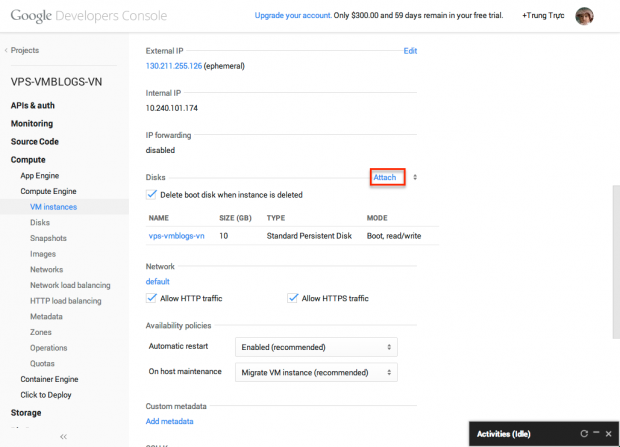 Google Developers Console
Upgrade your account. Only $300.00 and 59 days remain in your free trial.
+Trung Trực
Projects
VPS-VMBLOGS-VN
APIs & auth
Monitoring
Source Code
Compute
App Engine
Compute Engine
VM instances
Disks
Snapshots
Images
Networks
Network load balancing
HTTP load balancing
Metadata
Zones
Operations
Quotas
Container Engine
Click to Deploy
Storage
External IP Edit
130.211.255.126 (ephemeral)
Internal IP
10.240.101.174
IP forwarding
disabled
Disks Attach
Delete boot disk when instance is deleted
NAME SIZE (GB) TYPE MODE
vps-vmblogs-vn 10 Standard Persistent Disk Boot, read/write
Network
default
Allow HTTP traffic Allow HTTPS traffic
Availability policies
Automatic restart Enabled (recommended)
On host maintenance Migrate VM instance (recommended)
Custom metadata
Add metadata
Activities (Idle)